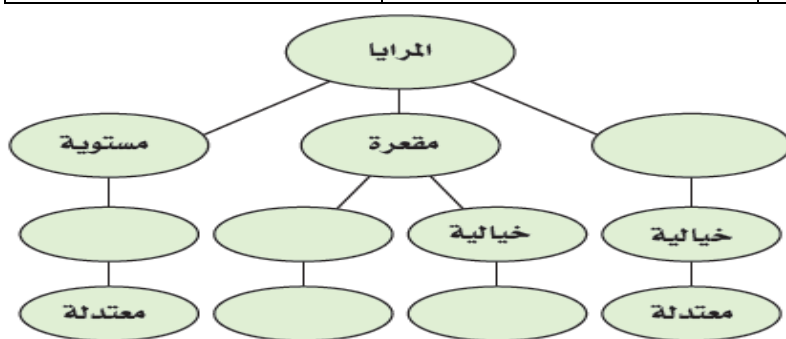 المرايا
مستوية
مقعرة
خيالية
خيالية
معتدلة
معتدلة